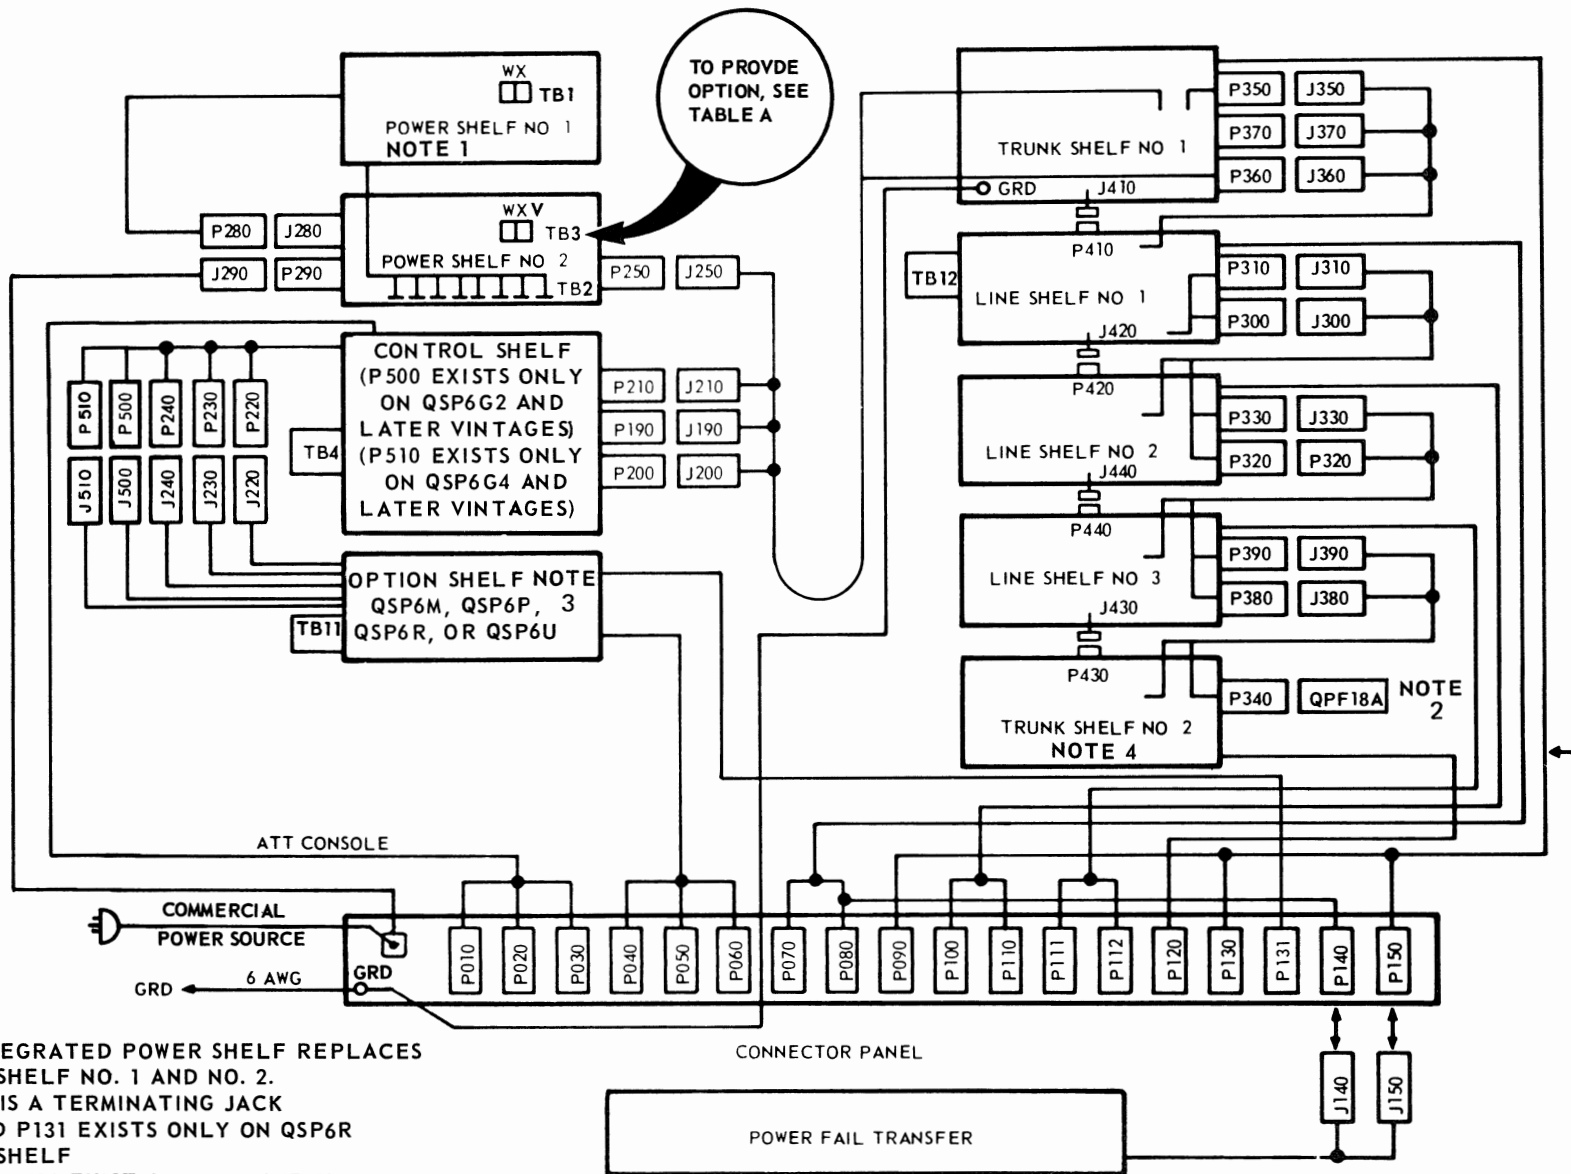 WX
TB1
POWER SHELF NO 1
NOTE 1
TO PROVDE
OPTION, SEE
TABLE A
WX V
TB3
POWER SHELF NO 2
TB2
P280
J280
J290
P290
P250
J250
CONTROL SHELF
(P500 EXISTS ONLY
ON QSP6G2 AND
LATER VINTAGES)
(P510 EXISTS ONLY
ON QSP6G4 AND
LATER VINTAGES)
P510
P500
P240
P230
P220
J510
J500
J240
J230
J220
TB4
P210
J210
P190
J190
P200
J200
OPTION SHELF NOTE
QSP6M, QSP6P, 3
QSP6R, OR QSP6U
TB11
TRUNK SHELF NO 1
GRD
J410
P350
J350
P370
J370
P360
J360
P410
TB12
LINE SHELF NO 1
J420
P310
J310
P300
J300
P420
LINE SHELF NO 2
J440
P330
J330
P320
P320
P440
LINE SHELF NO 3
J430
P390
J390
P380
J380
P430
TRUNK SHELF NO 2
NOTE 4
P340
QPF18A
NOTE
2
ATT CONSOLE
COMMERCIAL
POWER SOURCE
GRD
6 AWG
GRD
P010
P020
P030
P040
P050
P060
P070
P080
P090
P100
P110
P111
P112
P120
P130
P131
P140
P150
CONNECTOR PANEL
J140
J150
POWER FAIL TRANSFER
EGRATED POWER SHELF REPLACES
SHELF NO. 1 AND NO. 2.
IS A TERMINATING JACK
D P131 EXISTS ONLY ON QSP6R
SHELF